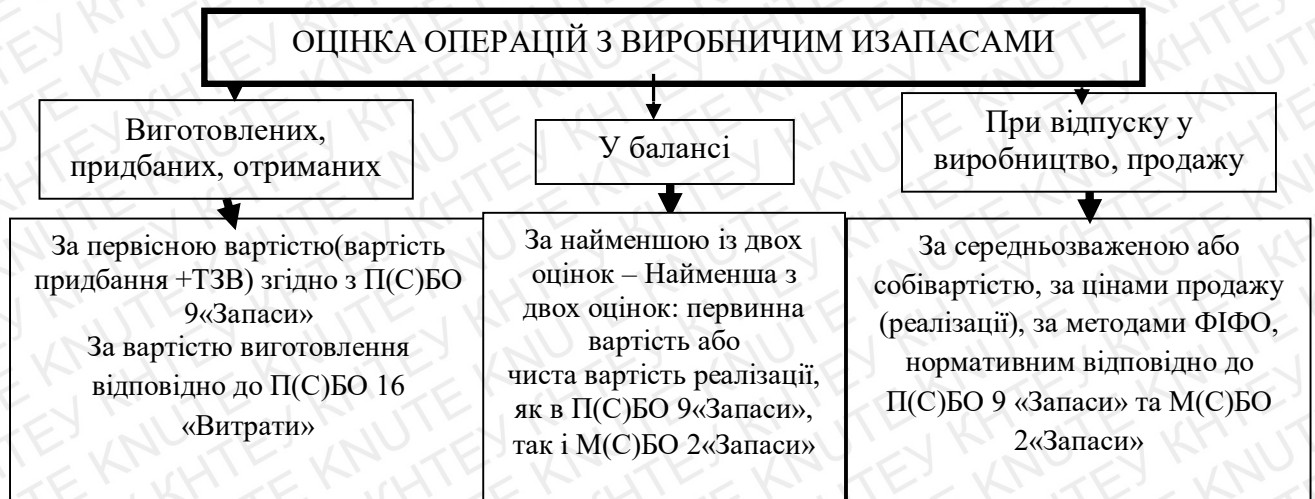 ОЦІНКА ОПЕРАЦІЙ З ВИРОБНИЧИМ ИЗАПАСАМИ
Виготовлених,
придбаних, отриманих
У балансі
При відпуску у
виробництво, продажу
За первісною вартістю(вартість
придбання +ТЗВ) згідно з П(С)БО
9«Запаси»
За вартістю виготовлення
відповідно до П(С)БО 16
«Витрати»
За найменшою із двох
оцінок – Найменша з
двох оцінок: первинна
вартість або
чиста вартість реалізації,
як в П(С)БО 9«Запаси»,
так і М(С)БО 2«Запаси»
За середньозваженою або
собівартістю, за цінами продажу
(реалізації), за методами ФІФО,
нормативним відповідно до
П(С)БО 9 «Запаси» та М(С)БО
2«Запаси»